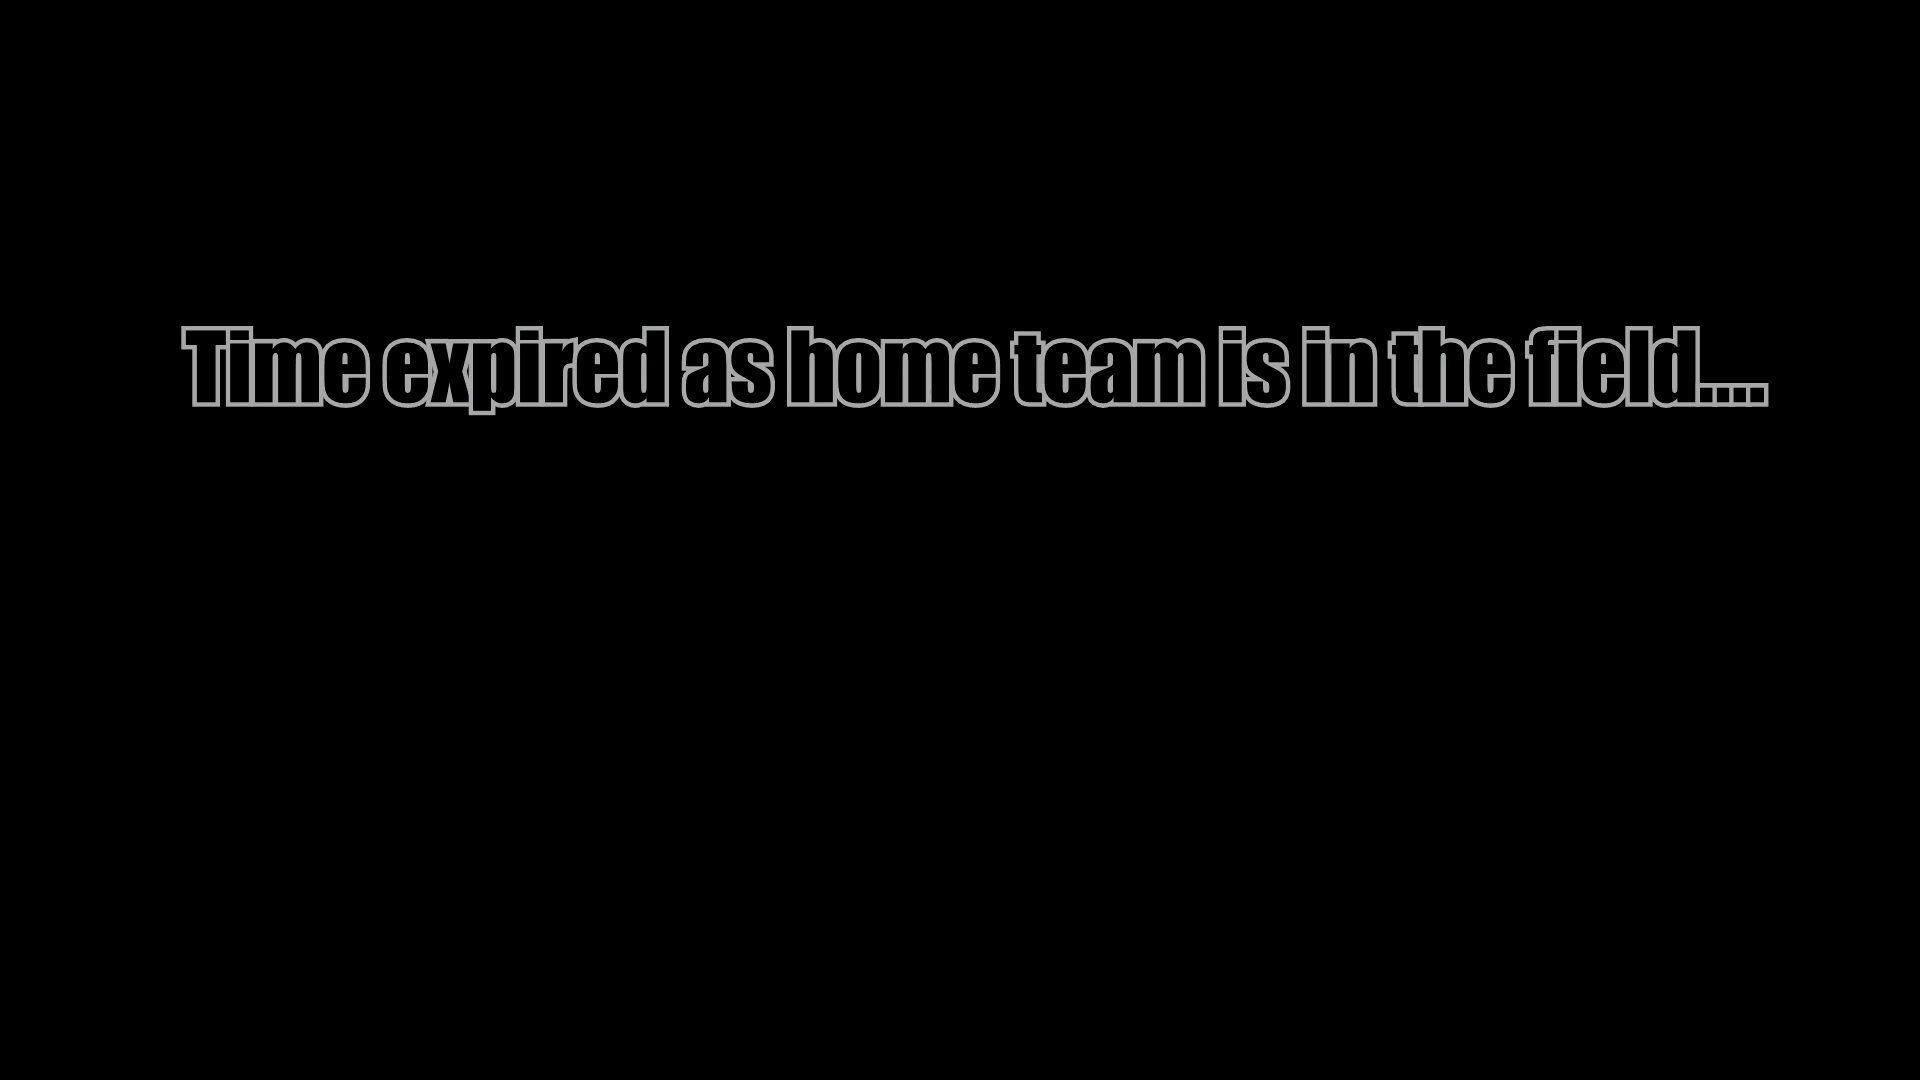 Time expired as home team is in the field....